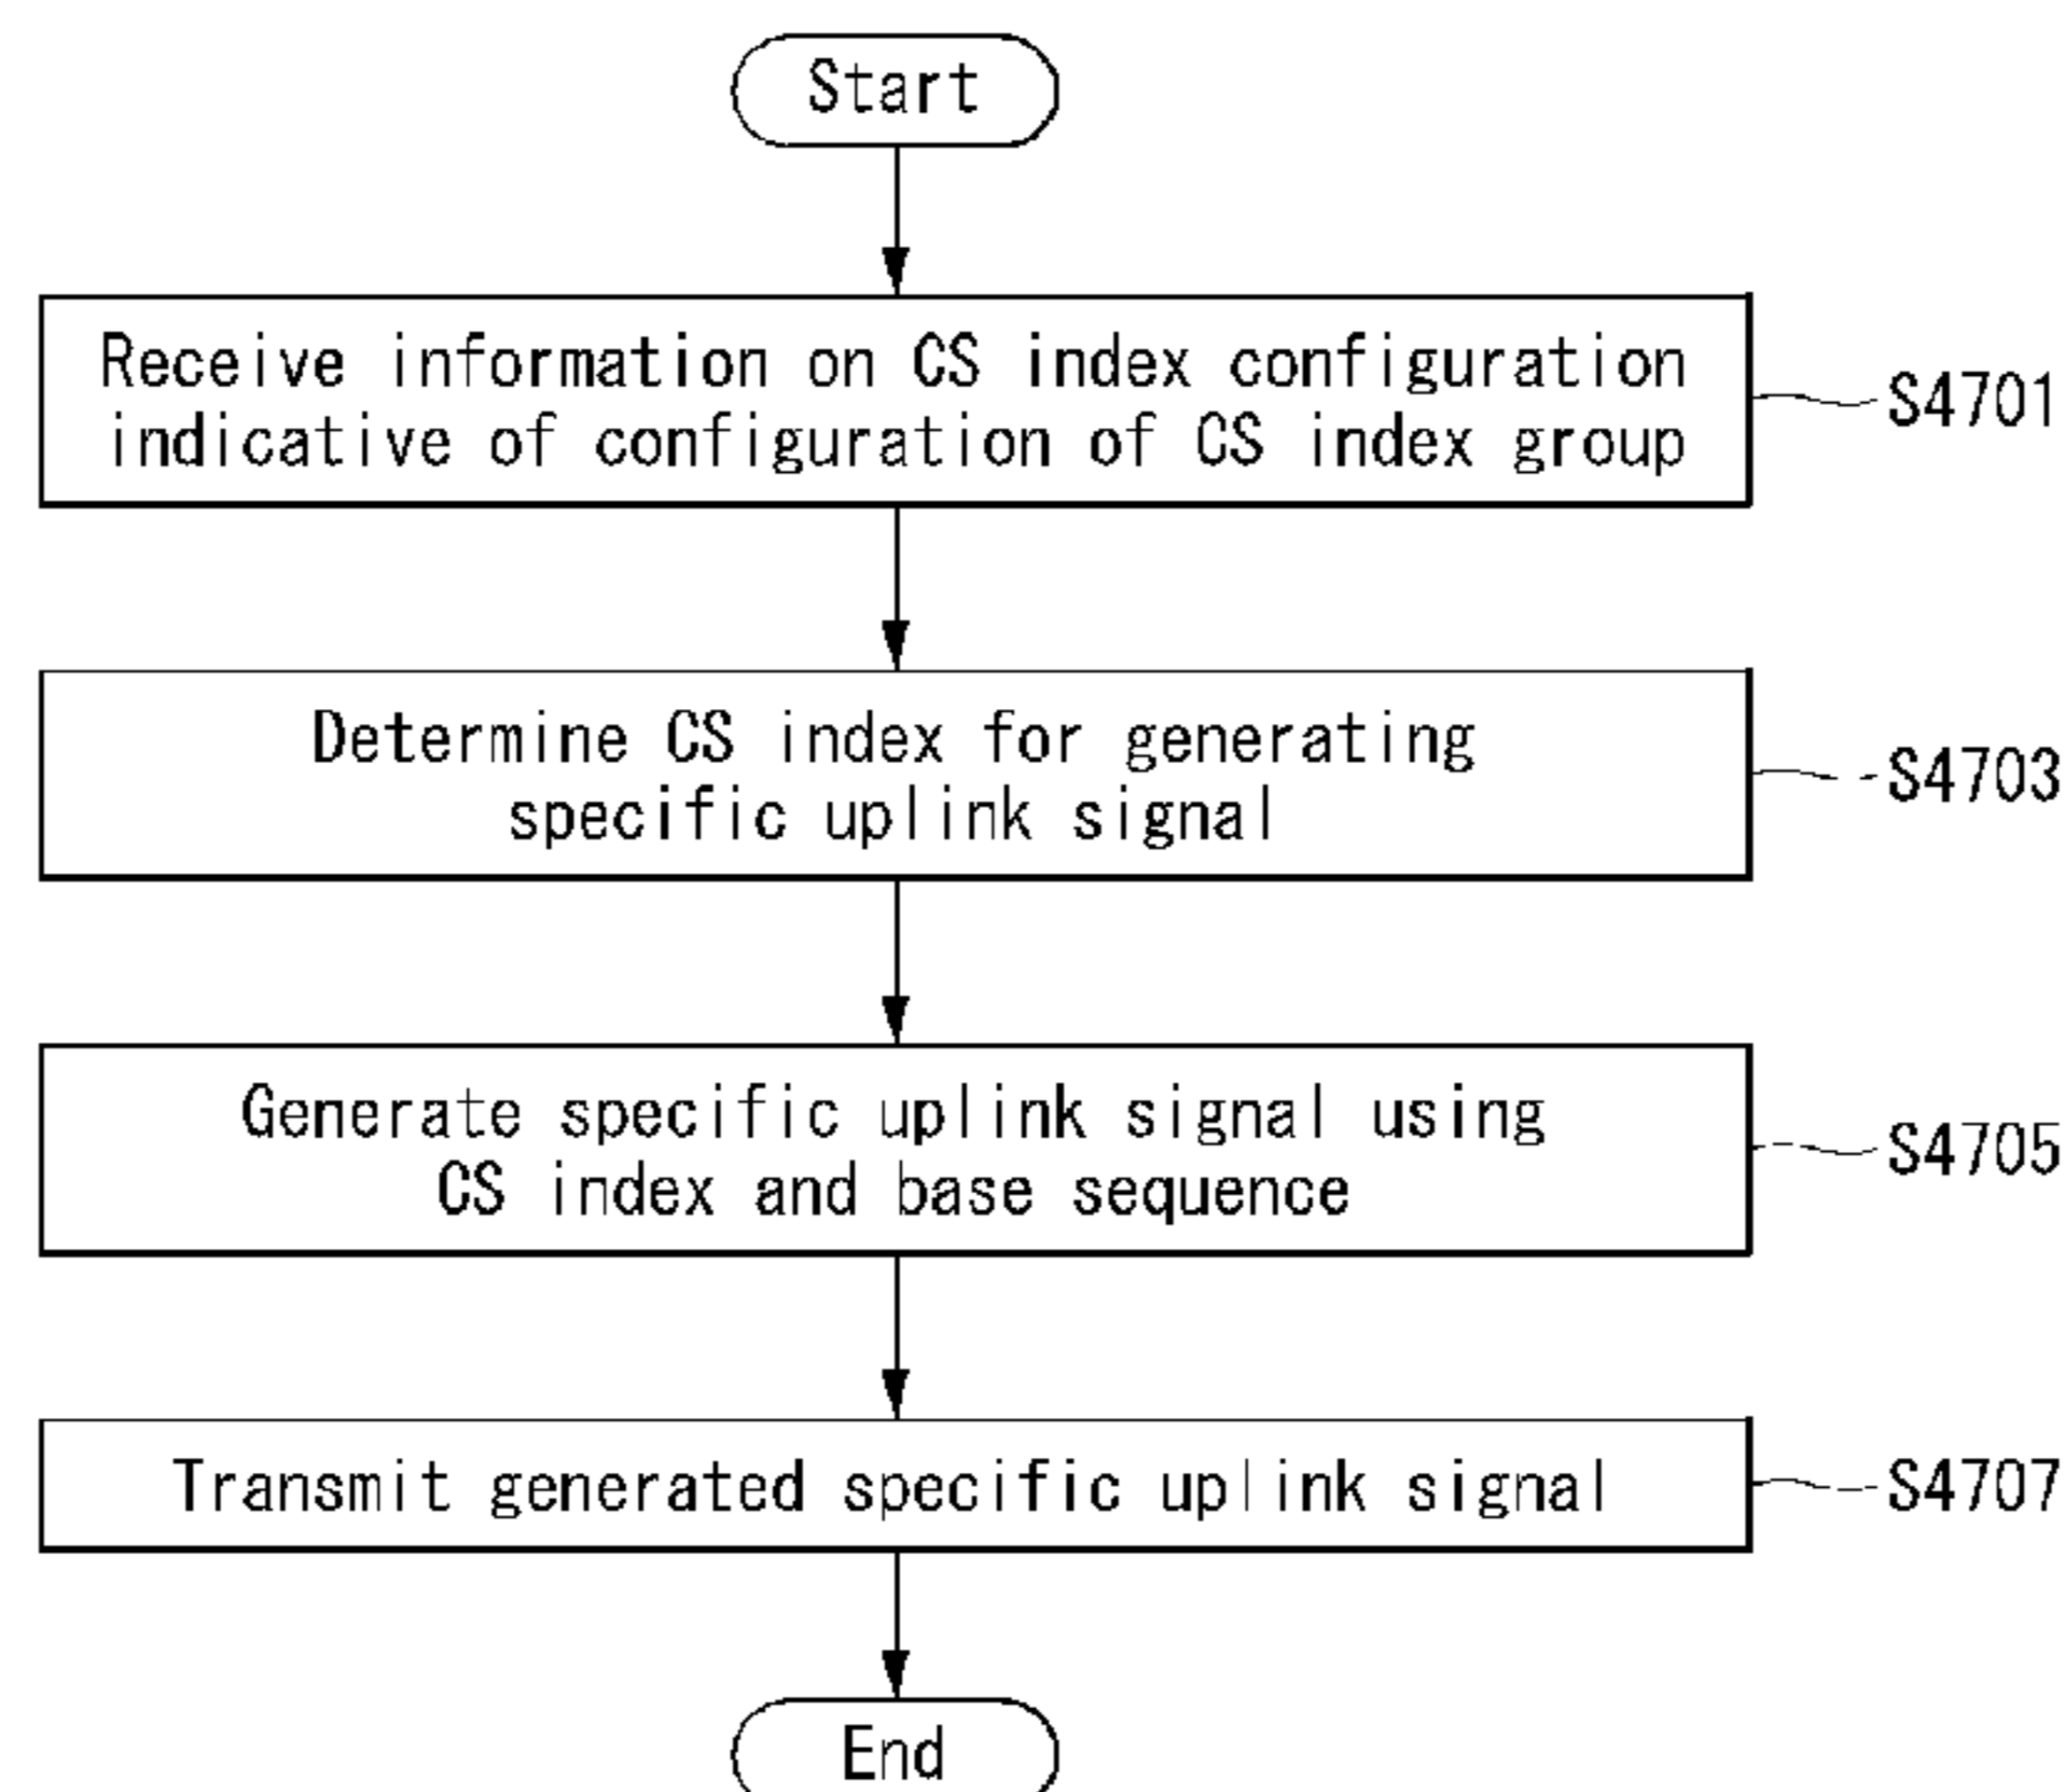 Start
Receive information on CS index configuration
indicative of configuration of CS index group
S4701
Determine CS index for generating
specific uplink signal
S4703
Generate specific uplink signal using
CS index and base sequence
S4705
Transmit generated specific uplink signal
S4707
End